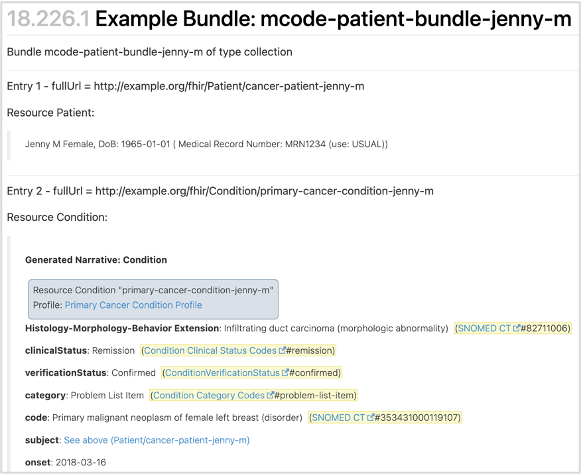 18.226.1 Example Bundle: mcode-patient-bundle-jenny-m
Bundle mcode-patient-bundle-jenny-m of type collection
Entry 1 - fullUrl = http://example.org/fhir/Patient/cancer-patient-jenny-m
Resource Patient:
Jenny M Female, DoB: 1965-01-01 ( Medical Record Number: MRN1234 (use: USUAL))
Entry 2 - fullUrl = http://example.org/fhir/Condition/primary-cancer-condition-jenny-m
Resource Condition:
Generated Narrative: Condition
Resource Condition "primary-cancer-condition-jenny-m"
Profile: Primary Cancer Condition Profile
Histology-Morphology-Behavior Extension: Infiltrating duct carcinoma (morphologic abnormality) (SNOMED CT#82711006)
clinicalStatus: Remission (Condition Clinical Status Codes#remission)
verificationStatus: Confirmed (ConditionVerificationStatus#confirmed)
category: Problem List Item (Condition Category Codes#problem-list-item)
code: Primary malignant neoplasm of female left breast (disorder) (SNOMED CT#353431000119107)
subject: See above (Patient/cancer-patient-jenny-m)
onset: 2018-03-16